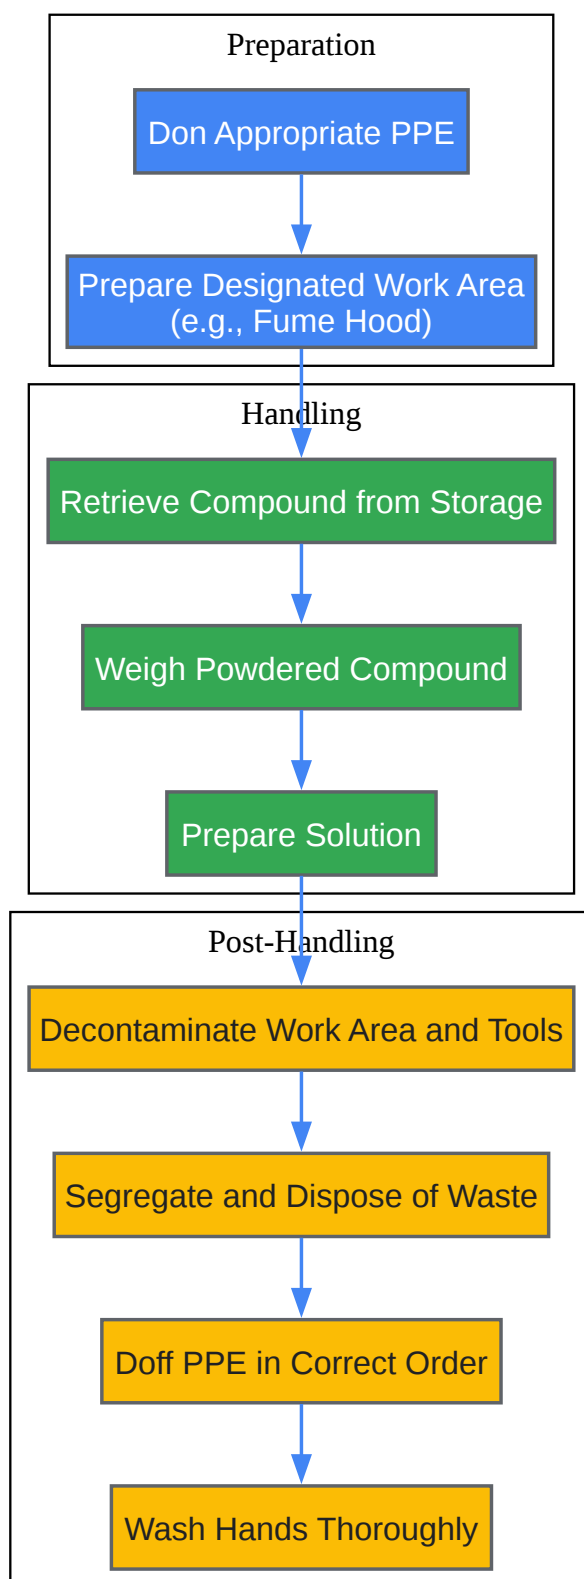 Preparation
Don Appropriate PPE
Prepare Designated Work Area
(e.g., Fume Hood)
Handling
Retrieve Compound from Storage
Weigh Powdered Compound
Prepare Solution
Post-Handling
Decontaminate Work Area and Tools
Segregate and Dispose of Waste
Doff PPE in Correct Order
Wash Hands Thoroughly